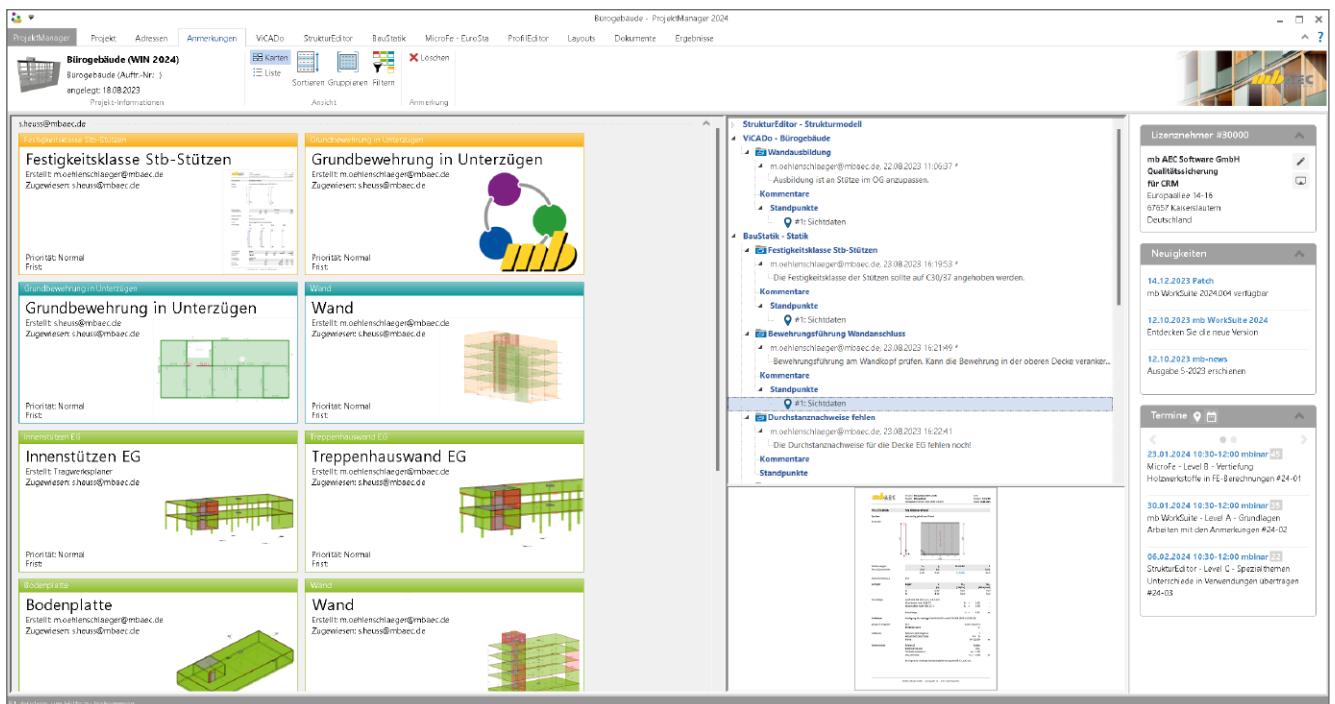 Bürogebäude - ProjektManager 2024
ProjektManager Projekt Adressen Anmerkungen ViCADo StrukturEditor BauStatik MicroFe - EuroSta ProfilEditor Layouts Dokumente Ergebnisse
Bürogebäude (WIN 2024)
Bürogebäude (Auftr.-Nr.: )
angelegt: 18.08.2023
Projekt-Informationen
Karten
Liste
Sortieren Gruppieren Filtern
Ansicht
Löschen
Anmerkung
mb AEC
s.heuss@mbaec.de
Festigkeitsklasse Stb-Stützen
Festigkeitsklasse Stb-Stützen
Erstellt: m.oehlenschlaeger@mbaec.de
Zugewiesen: s.heuss@mbaec.de
Priorität: Normal
Frist:
Grundbewehrung in Unterzügen
Grundbewehrung in Unterzügen
Erstellt: m.oehlenschlaeger@mbaec.de
Zugewiesen: s.heuss@mbaec.de
mb
Priorität: Normal
Frist:
Grundbewehrung in Unterzügen
Grundbewehrung in Unterzügen
Erstellt: s.heuss@mbaec.de
Zugewiesen: s.heuss@mbaec.de
Priorität: Normal
Frist:
Wand
Wand
Erstellt: m.oehlenschlaeger@mbaec.de
Zugewiesen: s.heuss@mbaec.de
Priorität: Normal
Frist:
Innenstützen EG
Innenstützen EG
Erstellt: Tragwerksplaner
Zugewiesen: s.heuss@mbaec.de
Priorität: Normal
Frist:
Treppenhauswand EG
Treppenhauswand EG
Erstellt: m.oehlenschlaeger@mbaec.de
Zugewiesen: s.heuss@mbaec.de
Priorität: Normal
Frist:
Bodenplatte
Bodenplatte
Erstellt: m.oehlenschlaeger@mbaec.de
Zugewiesen: s.heuss@mbaec.de
Wand
Wand
Erstellt: m.oehlenschlaeger@mbaec.de
Zugewiesen: s.heuss@mbaec.de
StrukturEditor - Strukturmodell
ViCADo - Bürogebäude
Wandausbildung
m.oehlenschlaeger@mbaec.de, 22.08.2023 11:06:37 *
Ausbildung ist an Stütze im OG anzupassen.
Kommentare
Standpunkte
#1: Sichtdaten
BauStatik - Statik
Festigkeitsklasse Stb-Stützen
m.oehlenschlaeger@mbaec.de, 23.08.2023 16:19:53 *
Die Festigkeitsklasse der Stützen sollte auf C30/37 angehoben werden.
Kommentare
Standpunkte
#1: Sichtdaten
Bewehrungsführung Wandanschluss
m.oehlenschlaeger@mbaec.de, 23.08.2023 16:21:49 *
Bewehrungsführung am Wandkopf prüfen. Kann die Bewehrung in der oberen Decke veranker...
Kommentare
Standpunkte
#1: Sichtdaten
Durchstanznachweise fehlen
m.oehlenschlaeger@mbaec.de, 23.08.2023 16:22:41
Die Durchstanznachweise für die Decke EG fehlen noch!
Kommentare
Standpunkte
Lizenznehmer #30000
mb AEC Software GmbH
Qualitätssicherung
für CRM
Europaallee 14-16
67657 Kaiserslautern
Deutschland
Neuigkeiten
14.12.2023 Patch
mb WorkSuite 2024.004 verfügbar
12.10.2023 mb WorkSuite 2024
Entdecken Sie die neue Version
12.10.2023 mb-news
Ausgabe 5-2023 erschienen
Termine
23.01.2024 10:30-12:00 mbinar 45
MicroFe - Level B - Vertiefung
Holzwerkstoffe in FE-Berechnungen #24-01
30.01.2024 10:30-12:00 mbinar
mb WorkSuite - Level A - Grundlagen
Arbeiten mit den Anmerkungen #24-02
06.02.2024 10:30-12:00 mbinar 22
StrukturEditor - Level C - Spezialthemen
Unterschiede in Verwendungen übertragen
#24-03